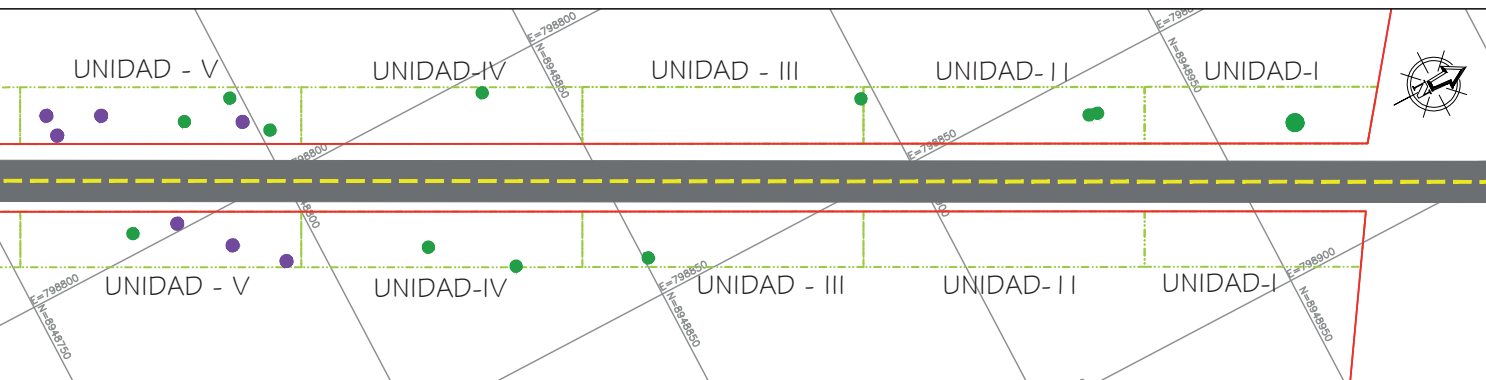 E=798800
N=8948850
N=8948950
UNIDAD - V
UNIDAD-IV
UNIDAD - III
UNIDAD-II
UNIDAD-I
E=798850
798800
E=798850
E=798900
E=798800
N=8948750
N=8948850
N=8948950
UNIDAD - V
UNIDAD-IV
UNIDAD - III
UNIDAD-II
UNIDAD-I